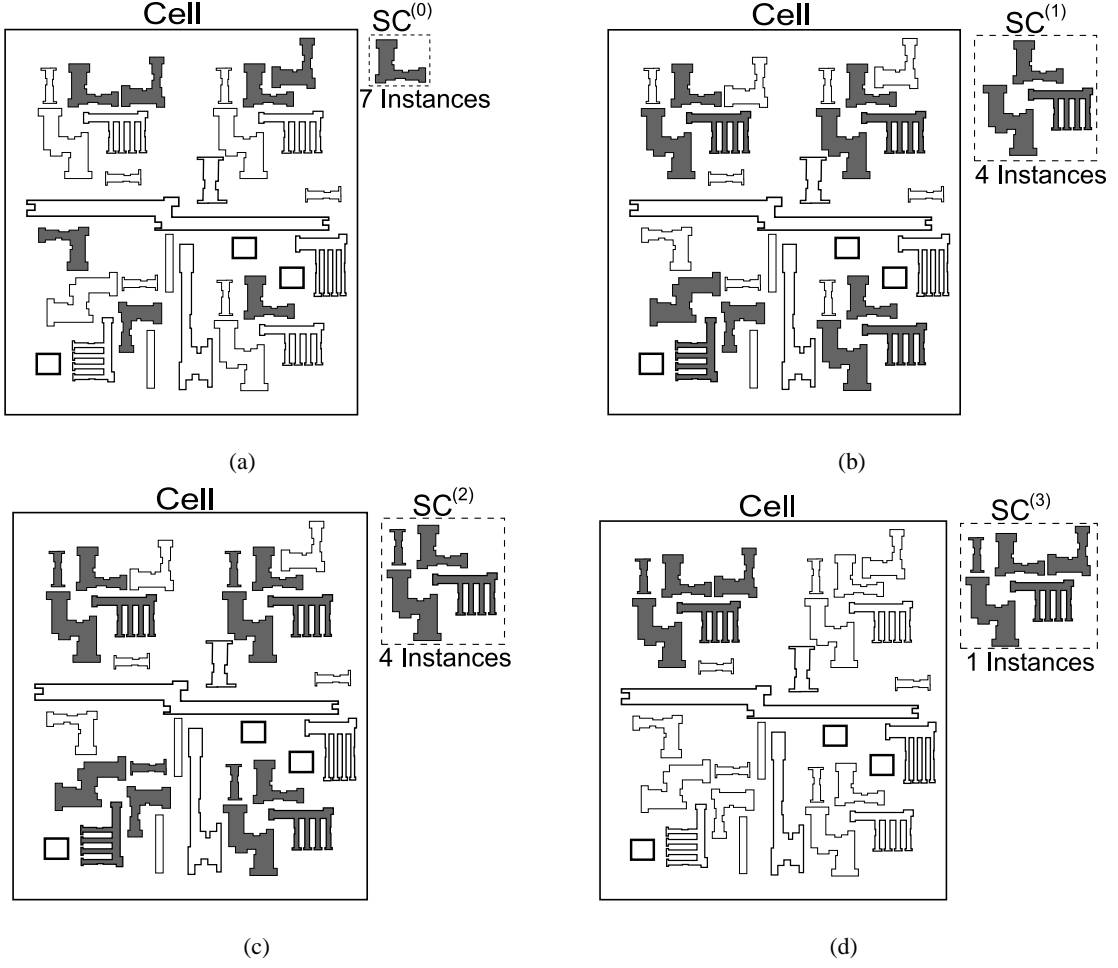 Cell
SC(0)
7 Instances
(a)
Cell
SC(1)
4 Instances
(b)
Cell
SC(2)
4 Instances
(c)
Cell
SC(3)
1 Instances
(d)